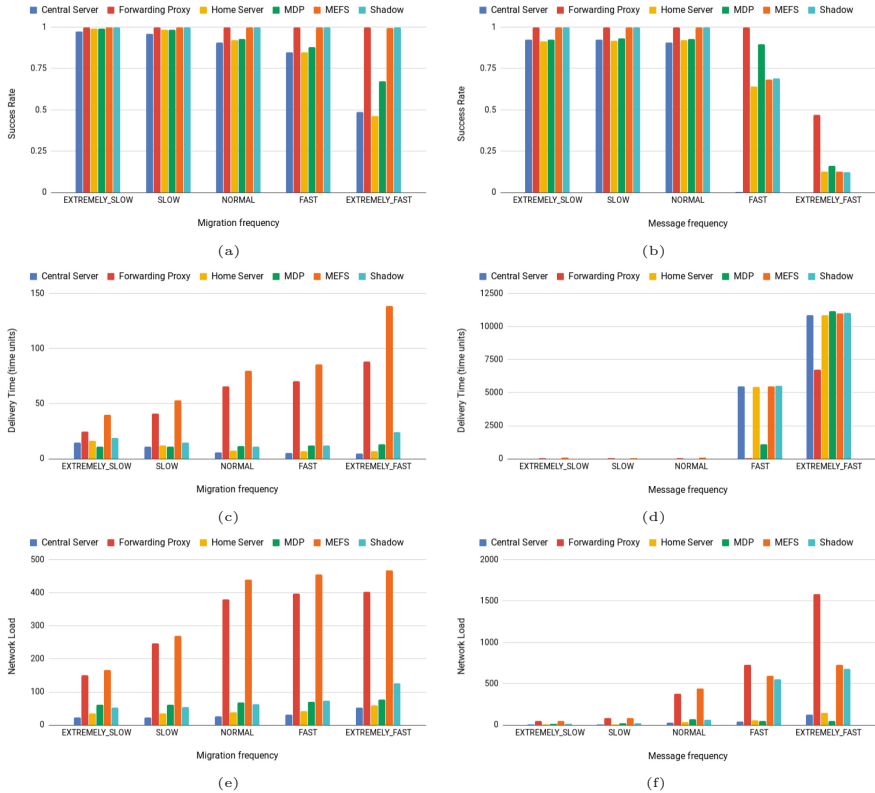 Central Server Forwarding Proxy Home Server MDP MEFS Shadow
1
0.75
0.5
0.25
0
Succes Rate
EXTREMELY_SLOW SLOW NORMAL FAST EXTREMELY_FAST
Migration frequency
(a)
Central Server Forwarding Proxy Home Server MDP MEFS Shadow
1
0.75
0.5
0.25
0
Success Rate
EXTREMELY_SLOW SLOW NORMAL FAST EXTREMELY_FAST
Message frequency
(b)
Central Server Forwarding Proxy Home Server MDP MEFS Shadow
150
100
50
0
Delivery Time (time units)
EXTREMELY_SLOW SLOW NORMAL FAST EXTREMELY_FAST
Migration frequency
(c)
Central Server Forwarding Proxy Home Server MDP MEFS Shadow
12500
10000
7500
5000
2500
0
Delivery Time (time units)
EXTREMELY_SLOW SLOW NORMAL FAST EXTREMELY_FAST
Message frequency
(d)
Central Server Forwarding Proxy Home Server MDP MEFS Shadow
500
400
300
200
100
0
Network Load
EXTREMELY_SLOW SLOW NORMAL FAST EXTREMELY_FAST
Migration frequency
(e)
Central Server Forwarding Proxy Home Server MDP MEFS Shadow
2000
1500
1000
500
0
Network Load
EXTREMELY_SLOW SLOW NORMAL FAST EXTREMELY_FAST
Message frequency
(f)